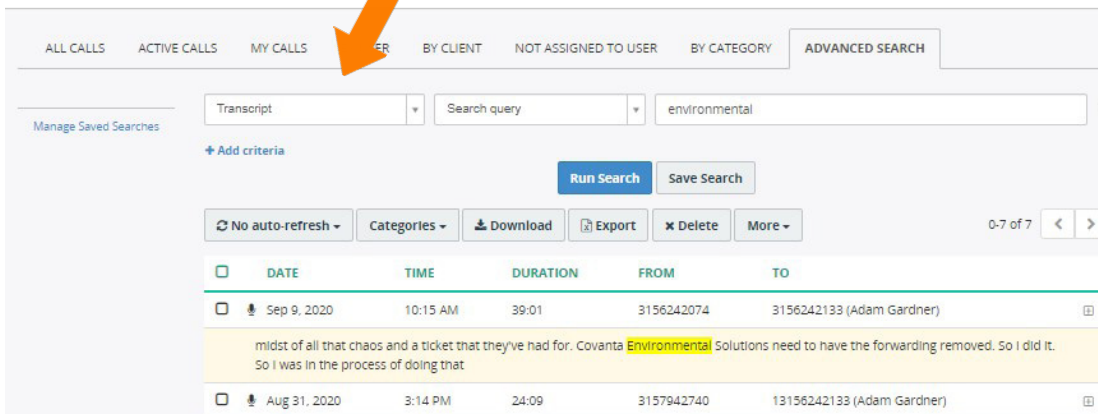 ALL CALLS ACTIVE CALLS MY CALLS ER BY CLIENT NOT ASSIGNED TO USER BY CATEGORY ADVANCED SEARCH
Transcript Search query environmental
Manage Saved Searches
+ Add criteria
Run Search Save Search
No auto-refresh Categories Download Export Delete More 0-7 of 7 < >
DATE TIME DURATION FROM TO
Sep 9, 2020 10:15 AM 39:01 3156242074 3156242133 (Adam Gardner)
midst of all that chaos and a ticket that they've had for. Covanta Environmental Solutions need to have the forwarding removed. So I did it.
So I was in the process of doing that
Aug 31, 2020 3:14 PM 24:09 3157942740 13156242133 (Adam Gardner)